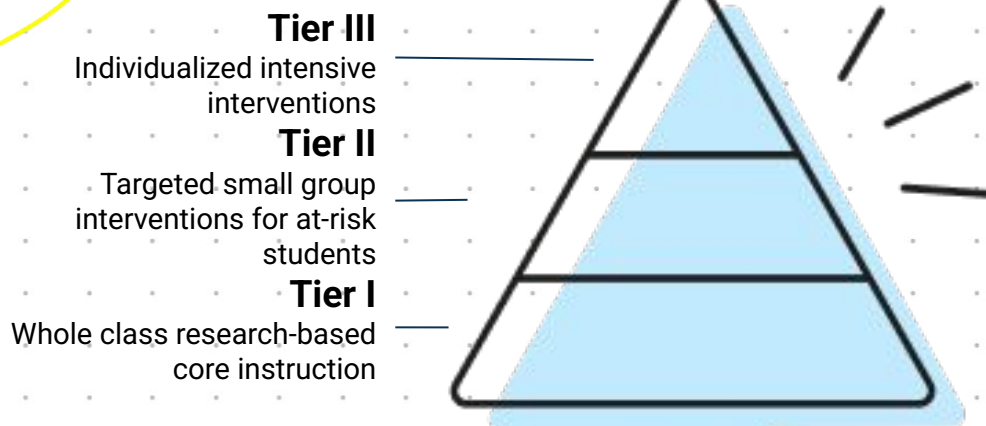 Tier III
Individualized intensive
interventions
Tier II
Targeted small group
interventions for at-risk
students
Tier I
Whole class research-based
core instruction